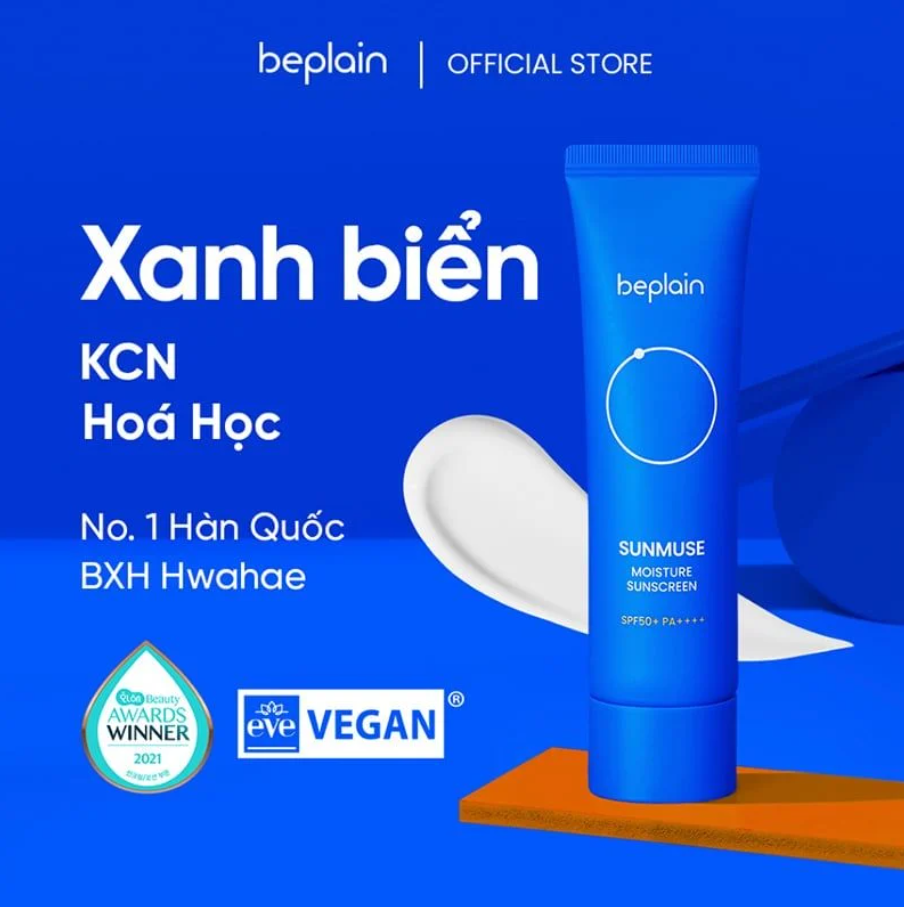 beplain | OFFICIAL STORE
Xanh biển
KCN
Hoá Học
No. 1 Hàn Quốc
BXH Hwahae
beplain
SUNMUSE
MOISTURE
SUNSCREEN
SPF50+ PA++++
Beauty
AWARDS
WINNER
2021
eve VEGAN®